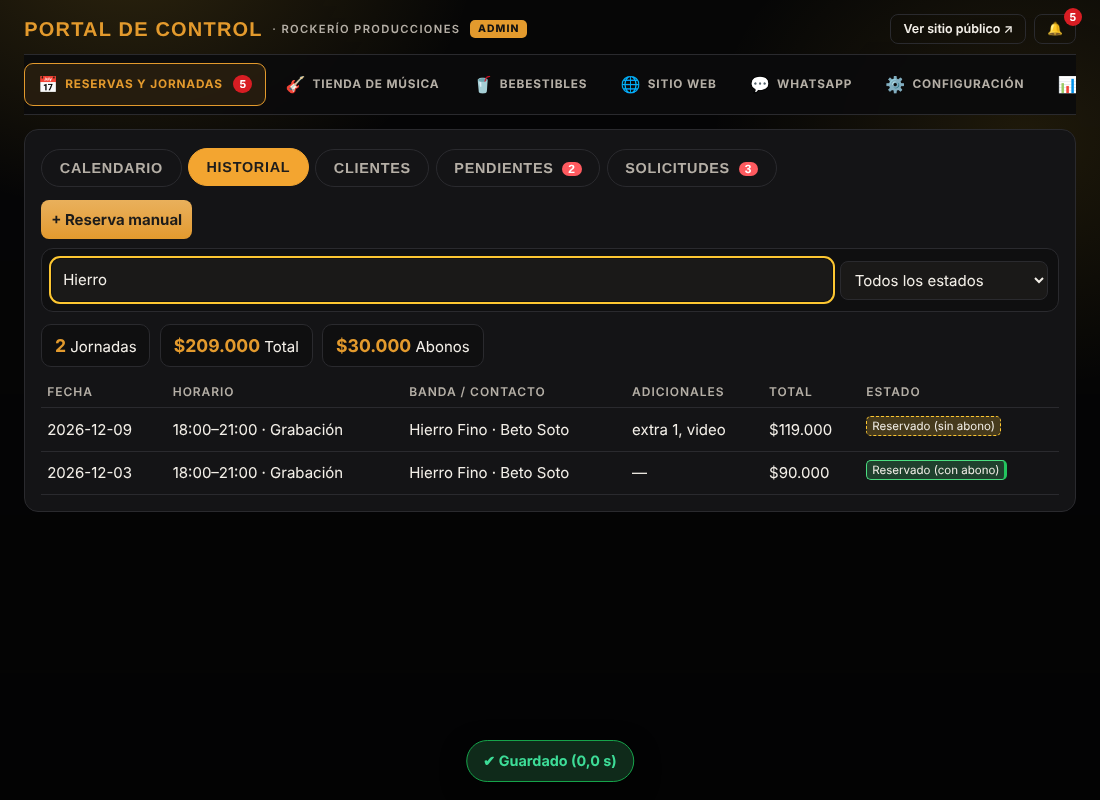 PORTAL DE CONTROL · ROCKERÍO PRODUCCIONES ADMIN Ver sitio público ↗ 🔔 5
📅 RESERVAS Y JORNADAS 5 🎸 TIENDA DE MÚSICA 🥤 BEBESTIBLES 🌐 SITIO WEB 💬 WHATSAPP ⚙️ CONFIGURACIÓN 📊
CALENDARIO HISTORIAL CLIENTES PENDIENTES 2 SOLICITUDES 3
+ Reserva manual
Hierro Todos los estados
2 Jornadas $209.000 Total $30.000 Abonos
FECHA HORARIO BANDA / CONTACTO ADICIONALES TOTAL ESTADO
2026-12-09 18:00–21:00 · Grabación Hierro Fino · Beto Soto extra 1, video $119.000 Reservado (sin abono)
2026-12-03 18:00–21:00 · Grabación Hierro Fino · Beto Soto — $90.000 Reservado (con abono)
✔ Guardado (0,0 s)